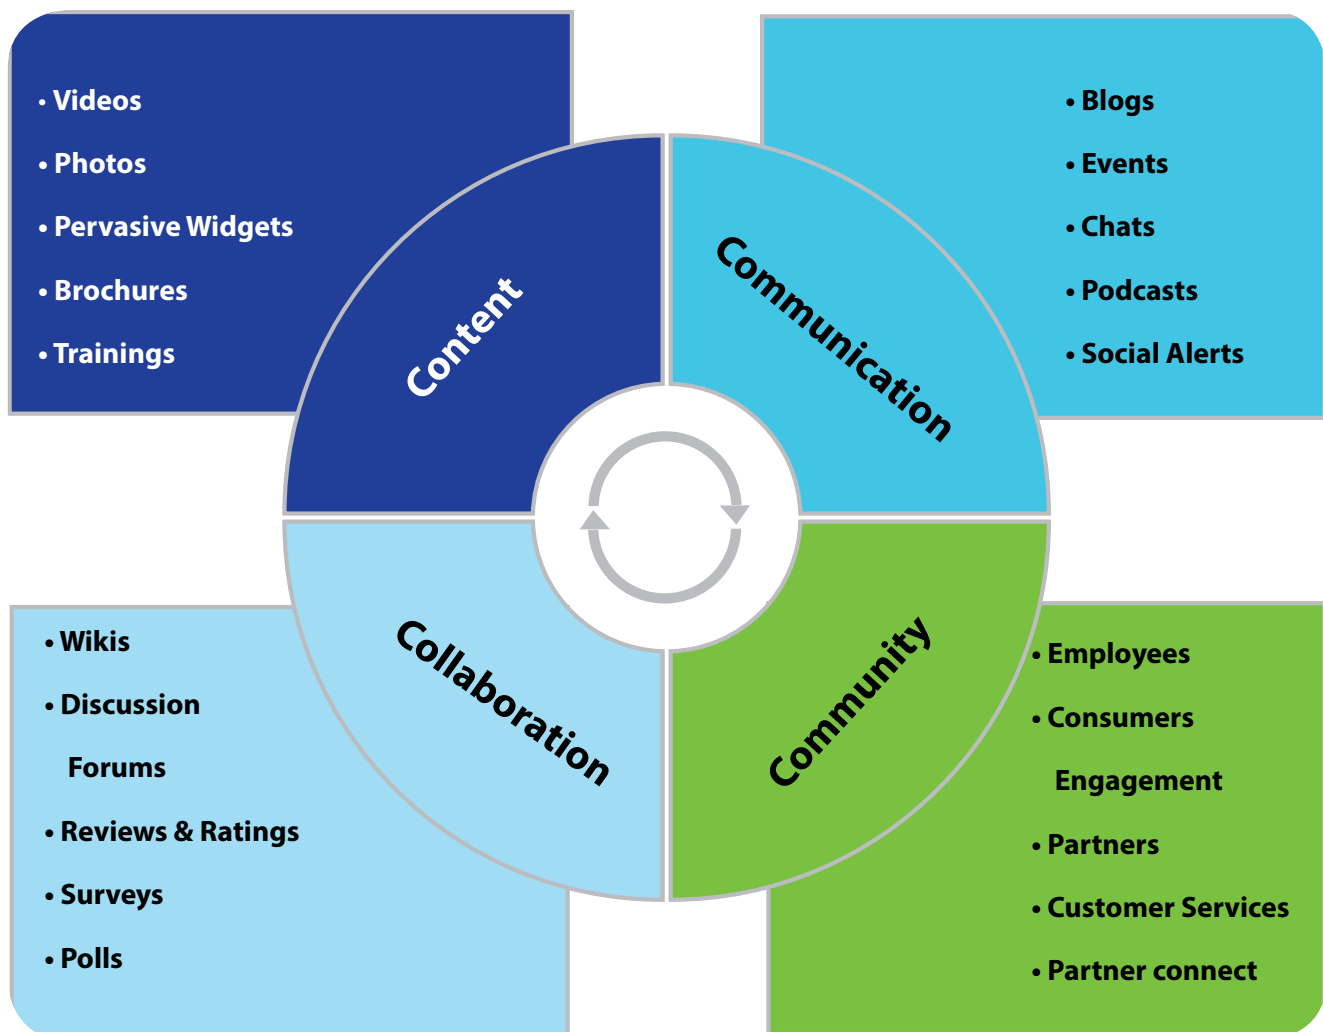 • Videos
• Photos
• Pervasive Widgets
• Brochures
• Trainings
Content
• Blogs
• Events
• Chats
• Podcasts
• Social Alerts
Communication
• Wikis
• Discussion
Forums
• Reviews & Ratings
• Surveys
• Polls
Collaboration
• Employees
• Consumers
Engagement
• Partners
• Customer Services
• Partner connect
Community